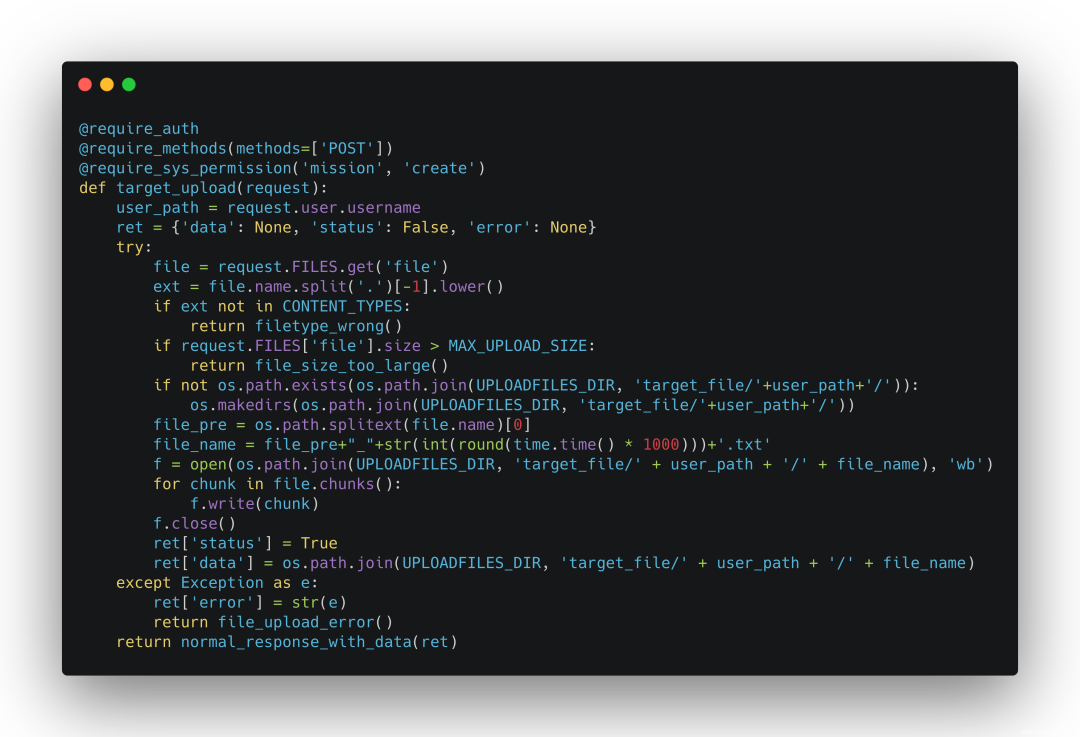 @require_auth
@require_methods(methods=['POST'])
@require_sys_permission('mission', 'create')
def target_upload(request):
    user_path = request.user.username
    ret = {'data': None, 'status': False, 'error': None}
    try:
        file = request.FILES.get('file')
        ext = file.name.split('.')[-1].lower()
        if ext not in CONTENT_TYPES:
            return filetype_wrong()
        if request.FILES['file'].size > MAX_UPLOAD_SIZE:
            return file_size_too_large()
        if not os.path.exists(os.path.join(UPLOADFILES_DIR, 'target_file/'+user_path+'/')):
            os.makedirs(os.path.join(UPLOADFILES_DIR, 'target_file/'+user_path+'/'))
        file_pre = os.path.splitext(file.name)[0]
        file_name = file_pre+"_"+str(int(round(time.time() * 1000)))+'.txt'
        f = open(os.path.join(UPLOADFILES_DIR, 'target_file/' + user_path + '/' + file_name), 'wb')
        for chunk in file.chunks():
            f.write(chunk)
        f.close()
        ret['status'] = True
        ret['data'] = os.path.join(UPLOADFILES_DIR, 'target_file/' + user_path + '/' + file_name)
    except Exception as e:
        ret['error'] = str(e)
        return file_upload_error()
    return normal_response_with_data(ret)